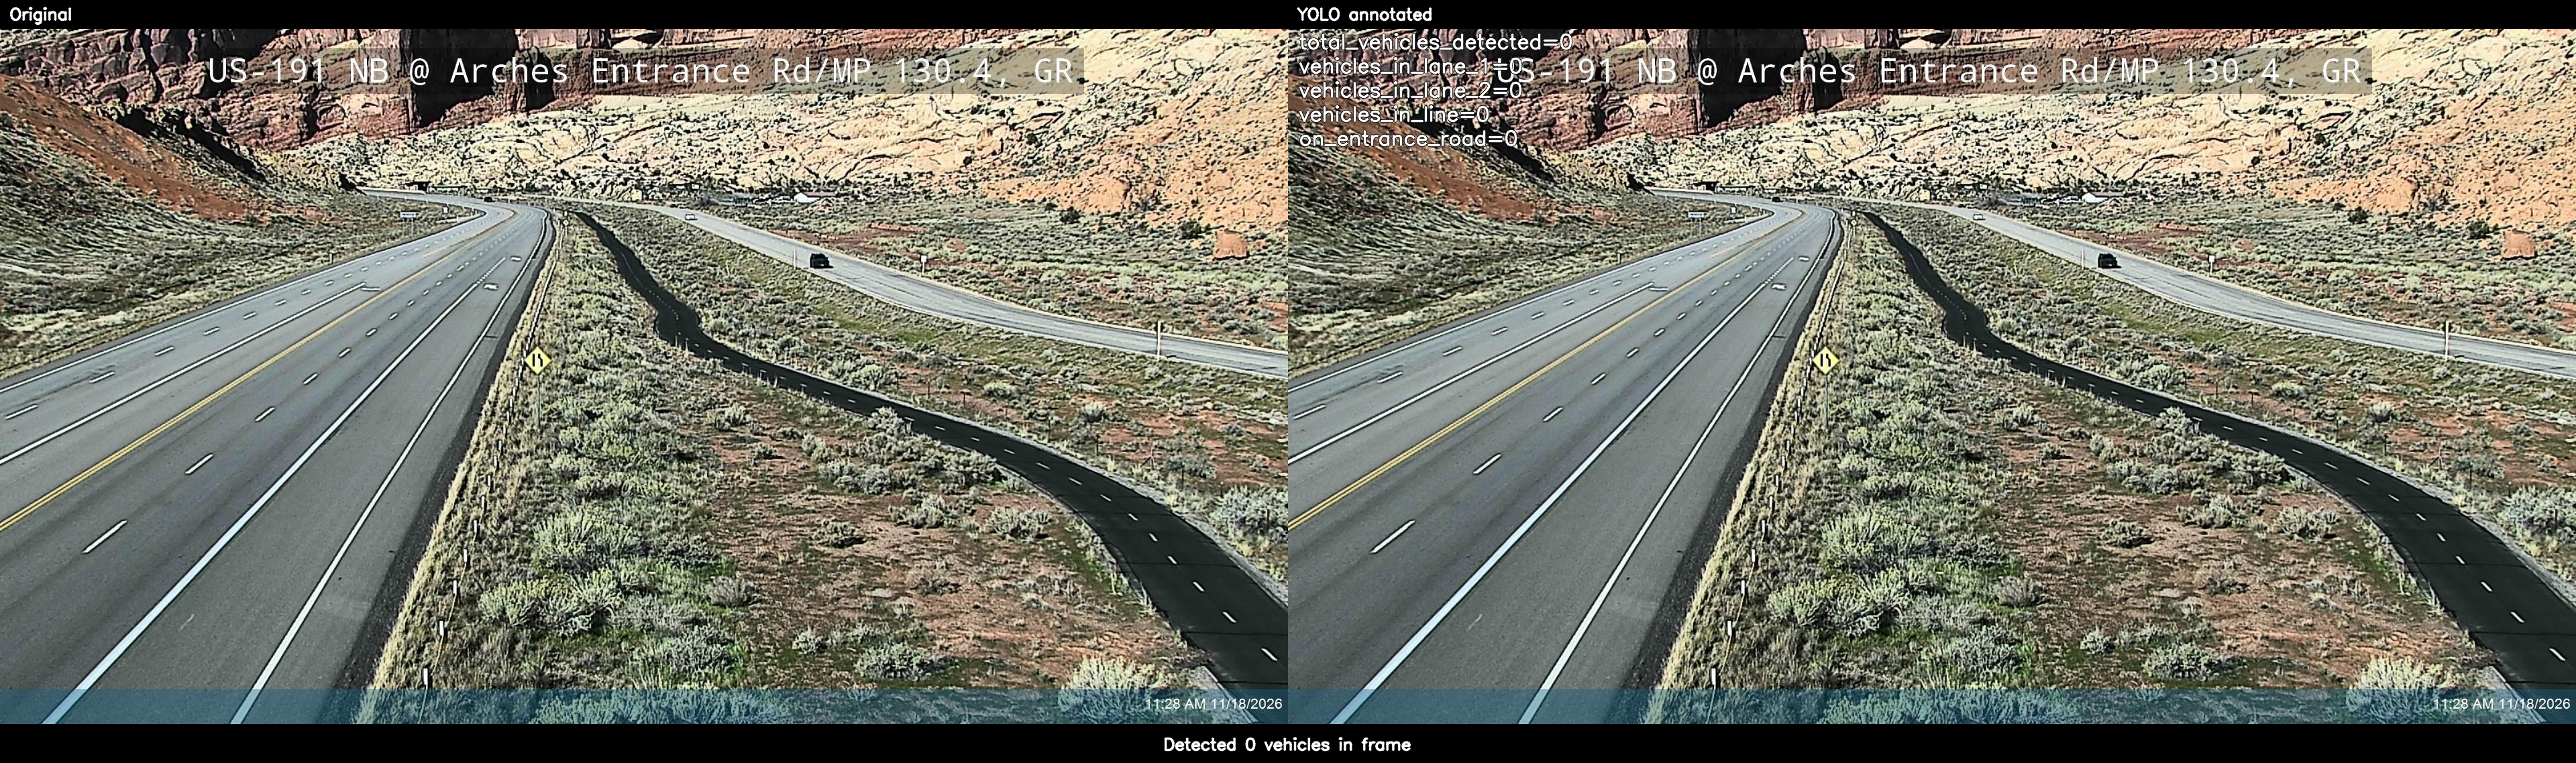 Original
US-191 NB @ Arches Entrance Rd/MP 130.4, GR
11:28 AM 11/18/2026
YOLO annotated
total_vehicles_detected=0
vehicles_in_lane_1=0
US-191 NB @ Arches Entrance Rd/MP 130.4, GR
vehicles_in_lane_2=0
vehicles_in_line=0
on_entrance_road=0
11:28 AM 11/18/2026
Detected 0 vehicles in frame